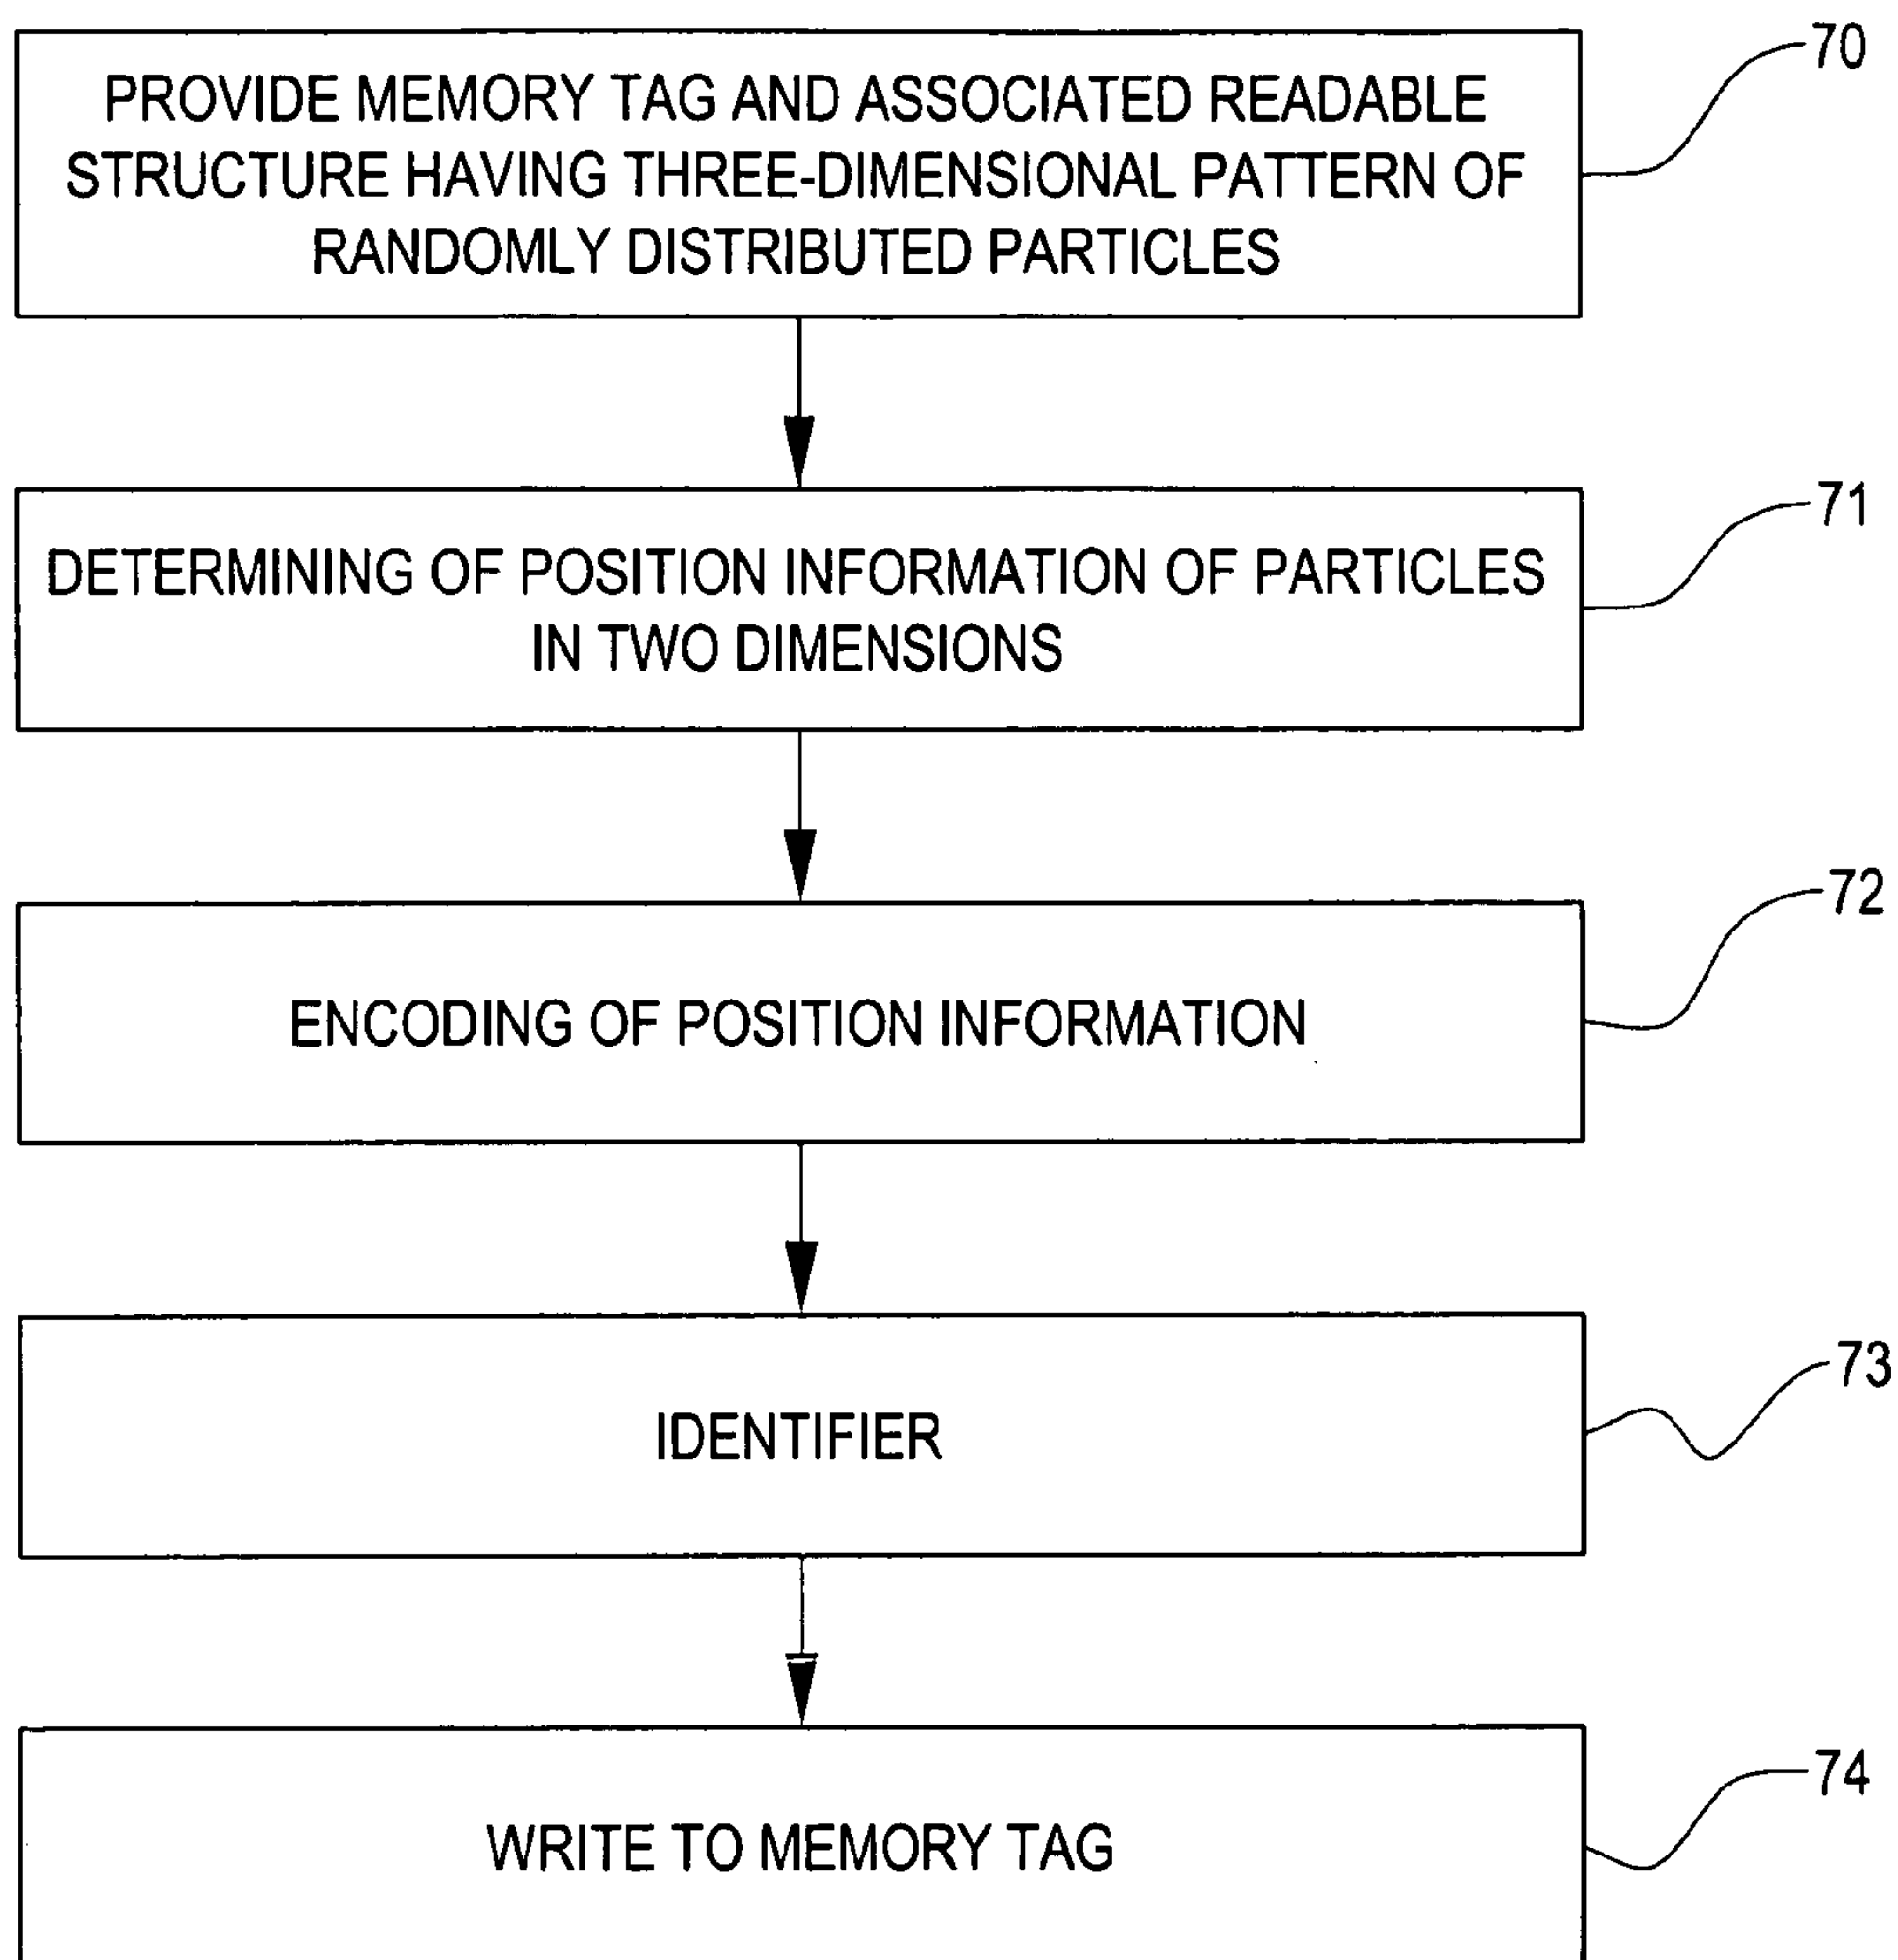 70
PROVIDE MEMORY TAG AND ASSOCIATED READABLE
STRUCTURE HAVING THREE-DIMENSIONAL PATTERN OF
RANDOMLY DISTRIBUTED PARTICLES
71
DETERMINING OF POSITION INFORMATION OF PARTICLES
IN TWO DIMENSIONS
72
ENCODING OF POSITION INFORMATION
73
IDENTIFIER
74
WRITE TO MEMORY TAG